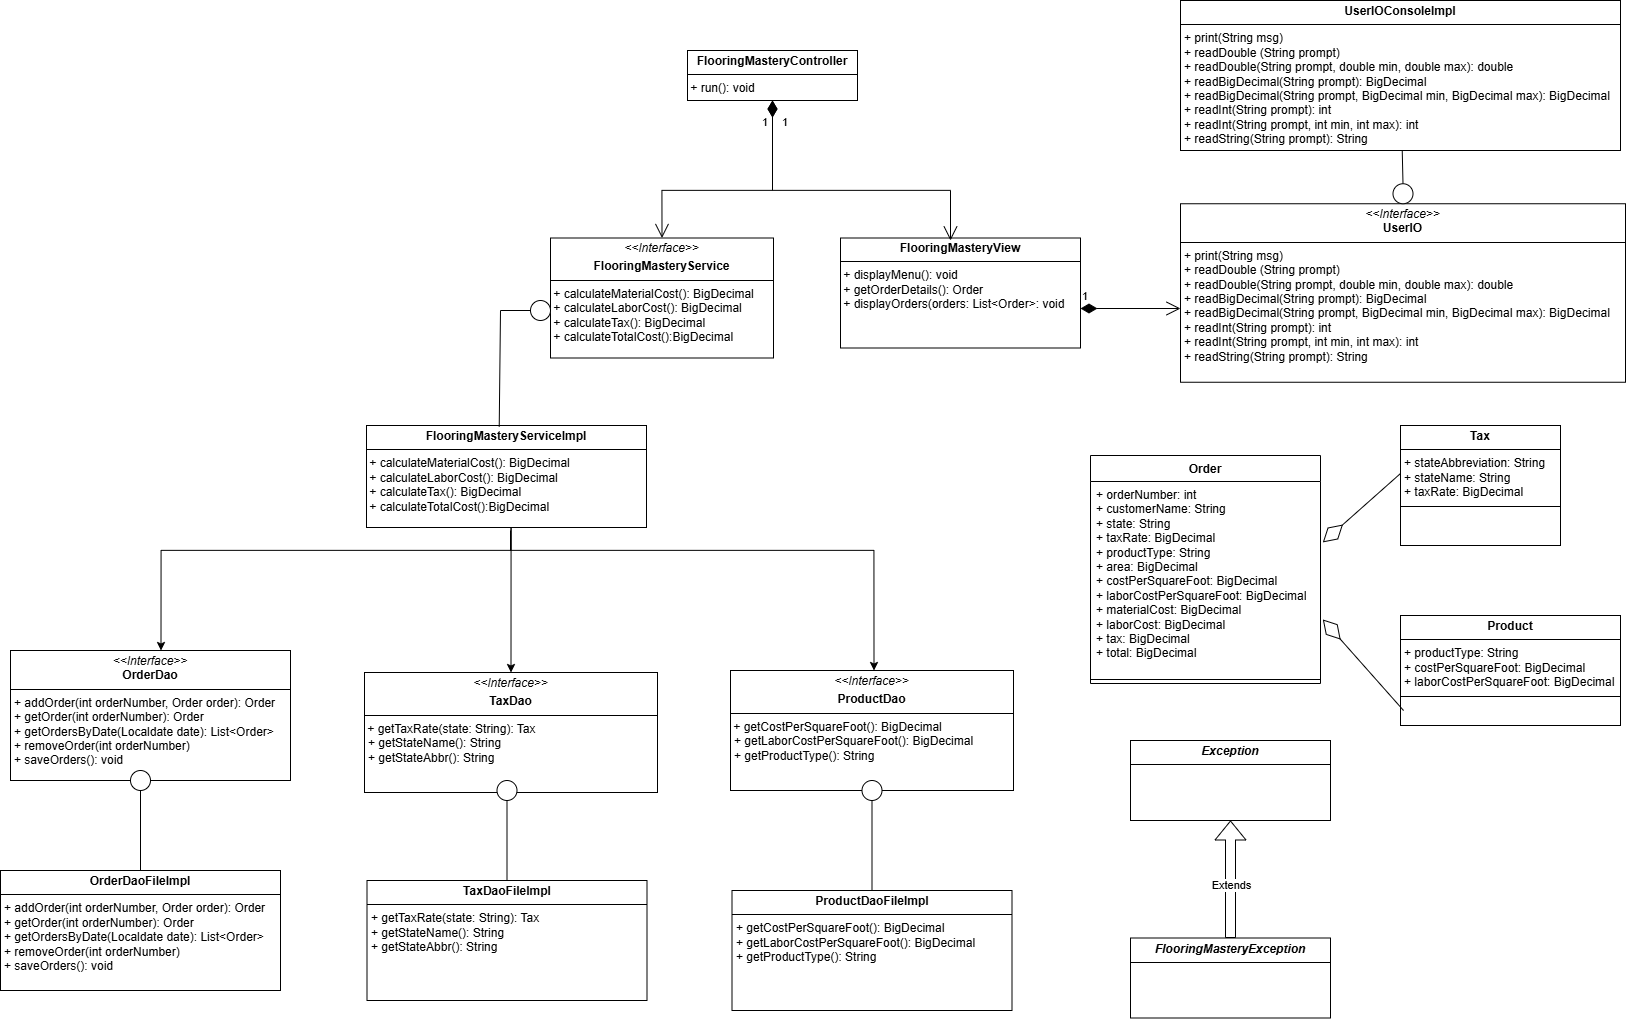 FlooringMasteryController
+ run(): void
1
1
UserIOConsoleImpl
+ print(String msg)
+ readDouble (String prompt)
+ readDouble(String prompt, double min, double max): double
+ readBigDecimal(String prompt): BigDecimal
+ readBigDecimal(String prompt, BigDecimal min, BigDecimal max): BigDecimal
+ readInt(String prompt): int
+ readInt(String prompt, int min, int max): int
+ readString(String prompt): String
<<Interface>>
FlooringMasteryService
+ calculateMaterialCost(): BigDecimal
+ calculateLaborCost(): BigDecimal
+ calculateTax(): BigDecimal
+ calculateTotalCost():BigDecimal
FlooringMasteryView
+ displayMenu(): void
+ getOrderDetails(): Order
+ displayOrders(orders: List<Order>: void
1
<<Interface>>
UserIO
+ print(String msg)
+ readDouble (String prompt)
+ readDouble(String prompt, double min, double max): double
+ readBigDecimal(String prompt): BigDecimal
+ readBigDecimal(String prompt, BigDecimal min, BigDecimal max): BigDecimal
+ readInt(String prompt): int
+ readInt(String prompt, int min, int max): int
+ readString(String prompt): String
FlooringMasteryServiceImpl
+ calculateMaterialCost(): BigDecimal
+ calculateLaborCost(): BigDecimal
+ calculateTax(): BigDecimal
+ calculateTotalCost():BigDecimal
Order
+ orderNumber: int
+ customerName: String
+ state: String
+ taxRate: BigDecimal
+ productType: String
+ area: BigDecimal
+ costPerSquareFoot: BigDecimal
+ laborCostPerSquareFoot: BigDecimal
+ materialCost: BigDecimal
+ laborCost: BigDecimal
+ tax: BigDecimal
+ total: BigDecimal
Tax
+ stateAbbreviation: String
+ stateName: String
+ taxRate: BigDecimal
Product
+ productType: String
+ costPerSquareFoot: BigDecimal
+ laborCostPerSquareFoot: BigDecimal
<<Interface>>
OrderDao
+ addOrder(int orderNumber, Order order): Order
+ getOrder(int orderNumber): Order
+ getOrdersByDate(Localdate date): List<Order>
+ removeOrder(int orderNumber)
+ saveOrders(): void
<<Interface>>
TaxDao
+ getTaxRate(state: String): Tax
+ getStateName(): String
+ getStateAbbr(): String
<<Interface>>
ProductDao
+ getCostPerSquareFoot(): BigDecimal
+ getLaborCostPerSquareFoot(): BigDecimal
+ getProductType(): String
Exception
Extends
FlooringMasteryException
OrderDaoFileImpl
+ addOrder(int orderNumber, Order order): Order
+ getOrder(int orderNumber): Order
+ getOrdersByDate(Localdate date): List<Order>
+ removeOrder(int orderNumber)
+ saveOrders(): void
TaxDaoFileImpl
+ getTaxRate(state: String): Tax
+ getStateName(): String
+ getStateAbbr(): String
ProductDaoFileImpl
+ getCostPerSquareFoot(): BigDecimal
+ getLaborCostPerSquareFoot(): BigDecimal
+ getProductType(): String